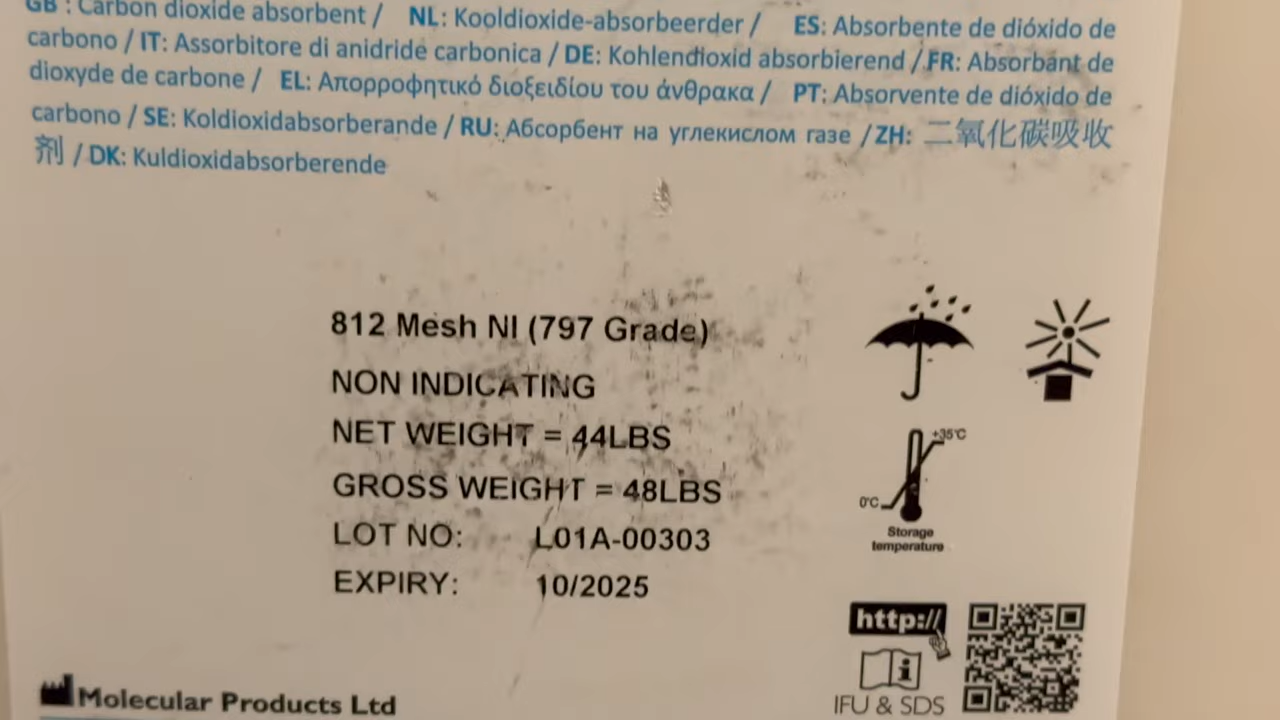 GB : Carbon dioxide absorbent / NL: Kooldioxide-absorbeerder / ES: Absorbente de dióxido de
carbono / IT: Assorbitore di anidride carbonica / DE: Kohlendioxid absorbierend / FR: Absorbant de
dioxyde de carbone / EL: Απορροφητικό διοξειδίου του άνθρακα / PT: Absorvente de dióxido de
carbono / SE: Koldioxidabsorberande / RU: Абсорбент на углекислом газе / ZH: 二氧化碳吸收
剂 / DK: Kuldioxidabsorberende
812 Mesh NI (797 Grade)
NON INDICATING
NET WEIGHT = 44LBS
GROSS WEIGHT = 48LBS
LOT NO: L01A-00303
EXPIRY: 10/2025
+35°C
0°C
Storage
temperature
http://
IFU & SDS
Molecular Products Ltd